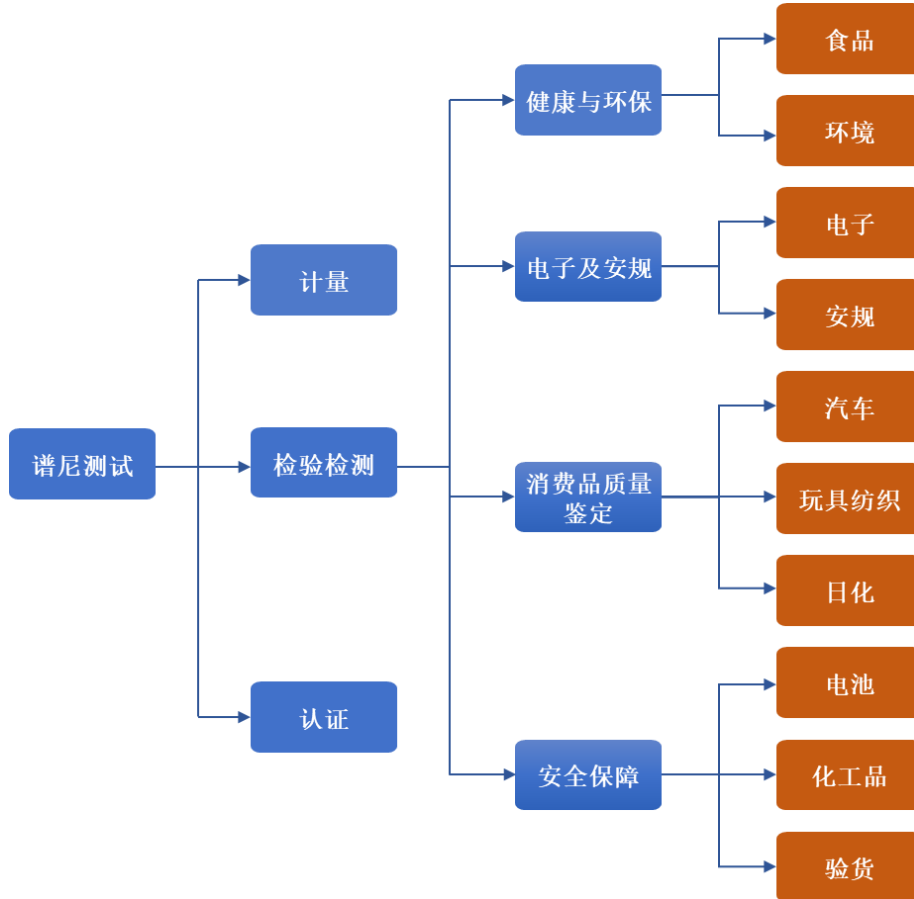 谱尼测试
计量
检验检测
认证
健康与环保
电子及安规
消费品质量
鉴定
安全保障
食品
环境
电子
安规
汽车
玩具纺织
日化
电池
化工品
验货